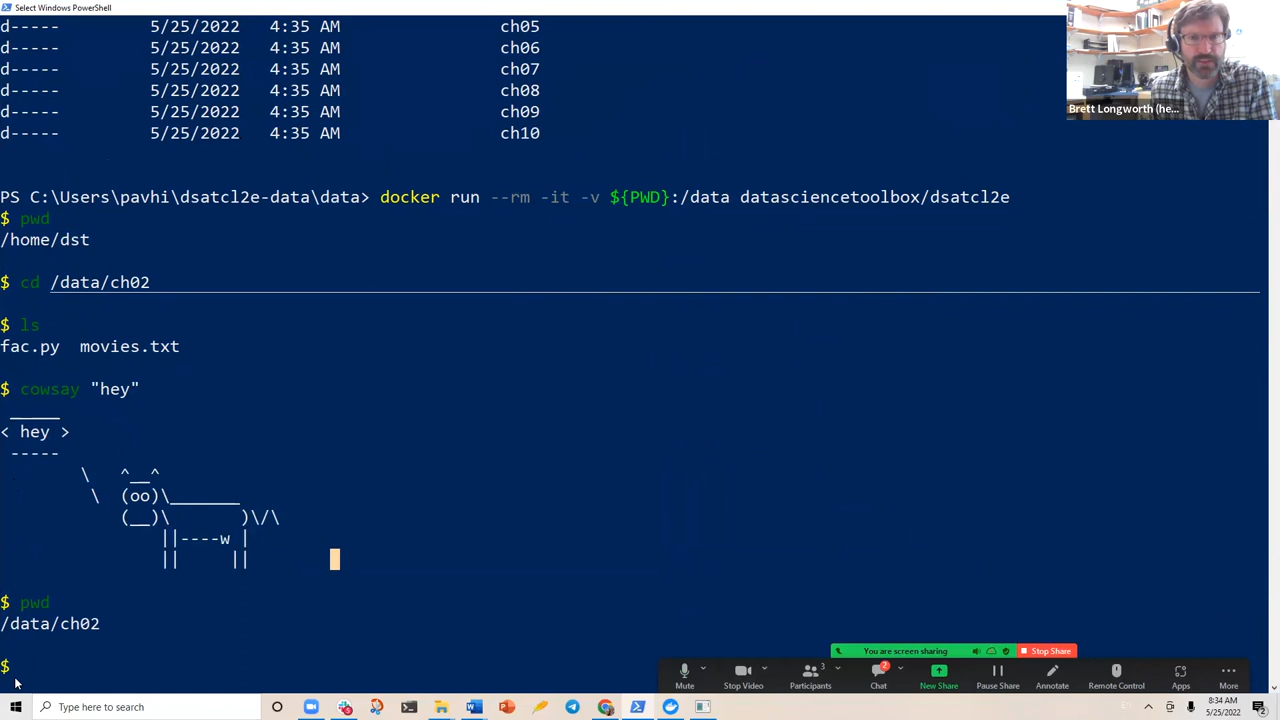 Select Windows PowerShell
d----- 5/25/2022 4:35 AM ch05
d----- 5/25/2022 4:35 AM ch06
d----- 5/25/2022 4:35 AM ch07
d----- 5/25/2022 4:35 AM ch08
d----- 5/25/2022 4:35 AM ch09
d----- 5/25/2022 4:35 AM ch10
Brett Longworth (he...
PS C:\Users\pavhi\dsatcl2e-data\data> docker run --rm -it -v ${PWD}:/data datasciencetoolbox/dsatcl2e
$ pwd
/home/dst
$ cd /data/ch02
$ ls
fac.py  movies.txt
$ cowsay "hey"
 _____
< hey >
 -----
        \   ^__^
         \  (oo)\_______
            (__)\       )\/\
                ||----w |
                ||     ||
$ pwd
/data/ch02
$
You are screen sharing Stop Share
3 2
Mute Stop Video Participants Chat New Share Pause Share Annotate Remote Control Apps More
Type here to search
8:34 AM
5/25/2022
2